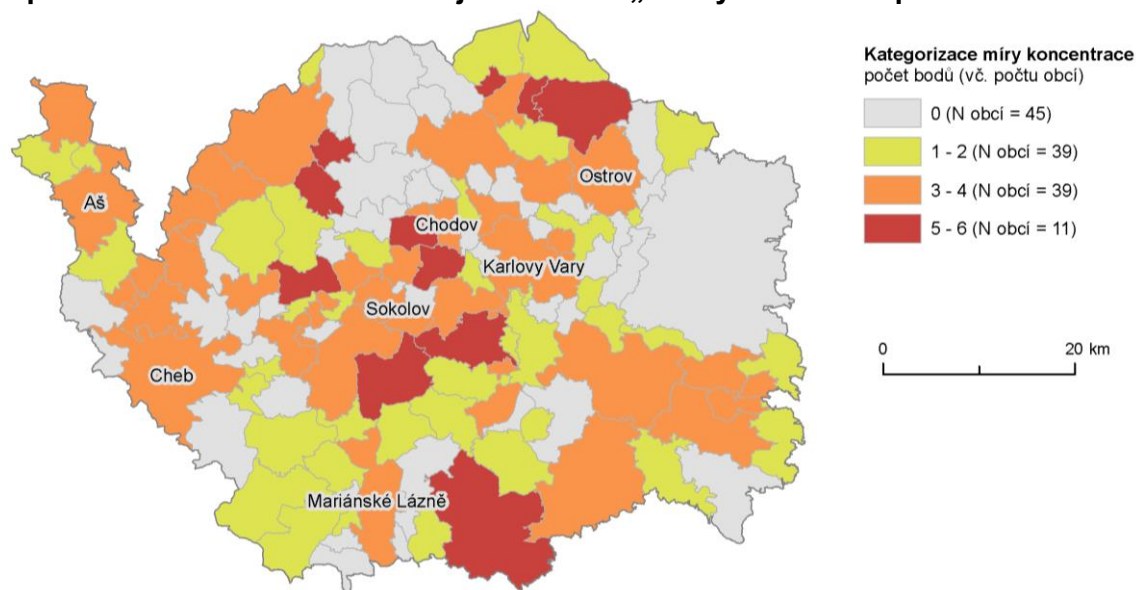 Kategorizace míry koncentrace
počet bodů (vč. počtu obcí)
0 (N obcí = 45)
1 - 2 (N obcí = 39)
3 - 4 (N obcí = 39)
5 - 6 (N obcí = 11)
Ostrov
Aš
Chodov
Karlovy Vary
Sokolov
0
20 km
Cheb
Mariánské Lázně